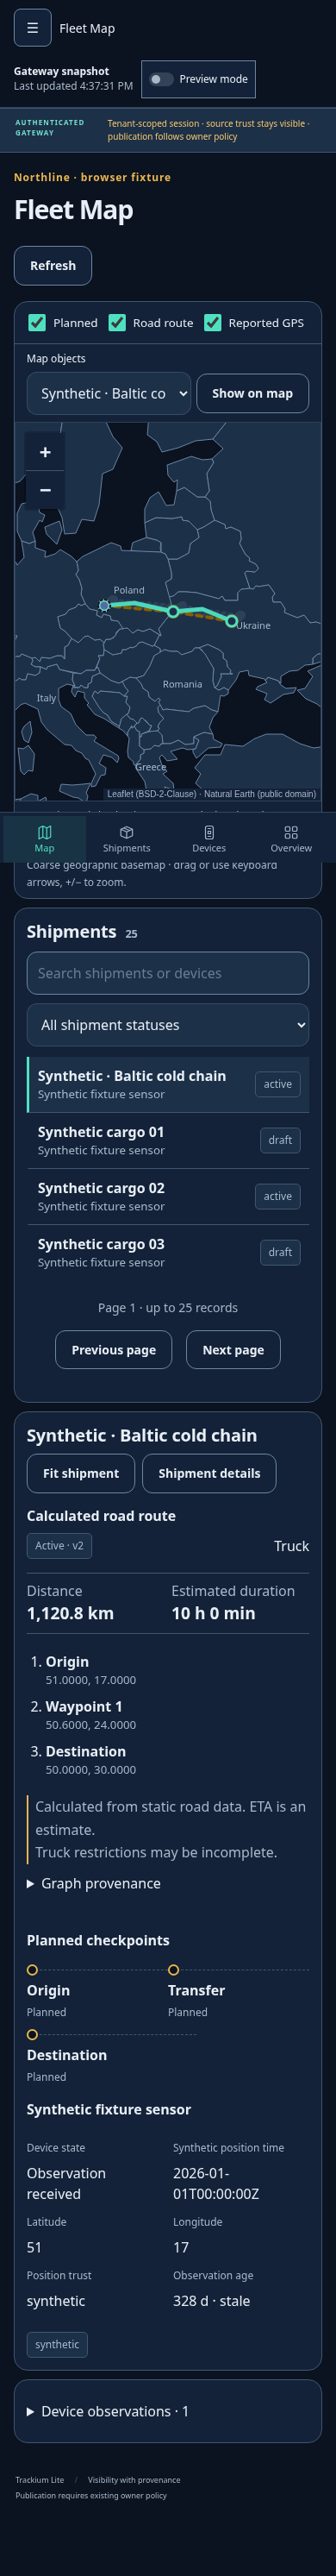 ☰ Fleet Map
Gateway snapshot
Last updated 4:37:31 PM
Preview mode
AUTHENTICATED GATEWAY
Tenant-scoped session · source trust stays visible ·
publication follows owner policy
Northline · browser fixture
Fleet Map
Refresh
Planned Road route Reported GPS
Map objects
Synthetic · Baltic co
Show on map
+
−
Poland
Ukraine
Romania
Italy
Greece
Leaflet (BSD-2-Clause) · Natural Earth (public domain)
Map Shipments Devices Overview
Coarse geographic basemap · drag or use keyboard
arrows, +/− to zoom.
Shipments 25
Search shipments or devices
All shipment statuses
Synthetic · Baltic cold chain
Synthetic fixture sensor
active
Synthetic cargo 01
Synthetic fixture sensor
draft
Synthetic cargo 02
Synthetic fixture sensor
active
Synthetic cargo 03
Synthetic fixture sensor
draft
Page 1 · up to 25 records
Previous page Next page
Synthetic · Baltic cold chain
Fit shipment Shipment details
Calculated road route
Active · v2 Truck
Distance Estimated duration
1,120.8 km 10 h 0 min
1. Origin
51.0000, 17.0000
2. Waypoint 1
50.6000, 24.0000
3. Destination
50.0000, 30.0000
Calculated from static road data. ETA is an
estimate.
Truck restrictions may be incomplete.
Graph provenance
Planned checkpoints
Origin Transfer
Planned Planned
Destination
Planned
Synthetic fixture sensor
Device state Synthetic position time
Observation 2026-01-
received 01T00:00:00Z
Latitude Longitude
51 17
Position trust Observation age
synthetic 328 d · stale
synthetic
Device observations · 1
Trackium Lite / Visibility with provenance
Publication requires existing owner policy